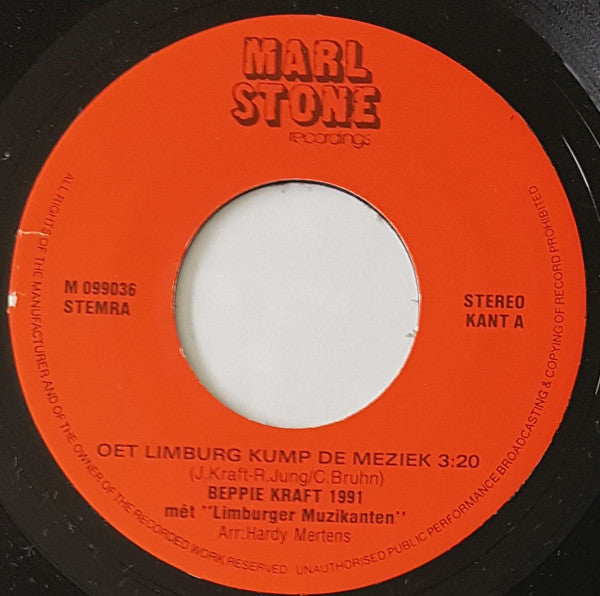 MARL
STONE
recordings
M 099036
STEMRA
STEREO
KANT A
OET LIMBURG KUMP DE MEZIEK 3:20
(J.Kraft-R.Jung/C.Bruhn)
BEPPIE KRAFT 1991
mèt "Limburger Muzikanten"
Arr:Hardy Mertens
ALL RIGHTS OF THE MANUFACTURER AND OF THE OWNER OF THE RECORDED WORK RESERVED · UNAUTHORISED PUBLIC PERFORMANCE, BROADCASTING & COPYING OF RECORD PROHIBITED